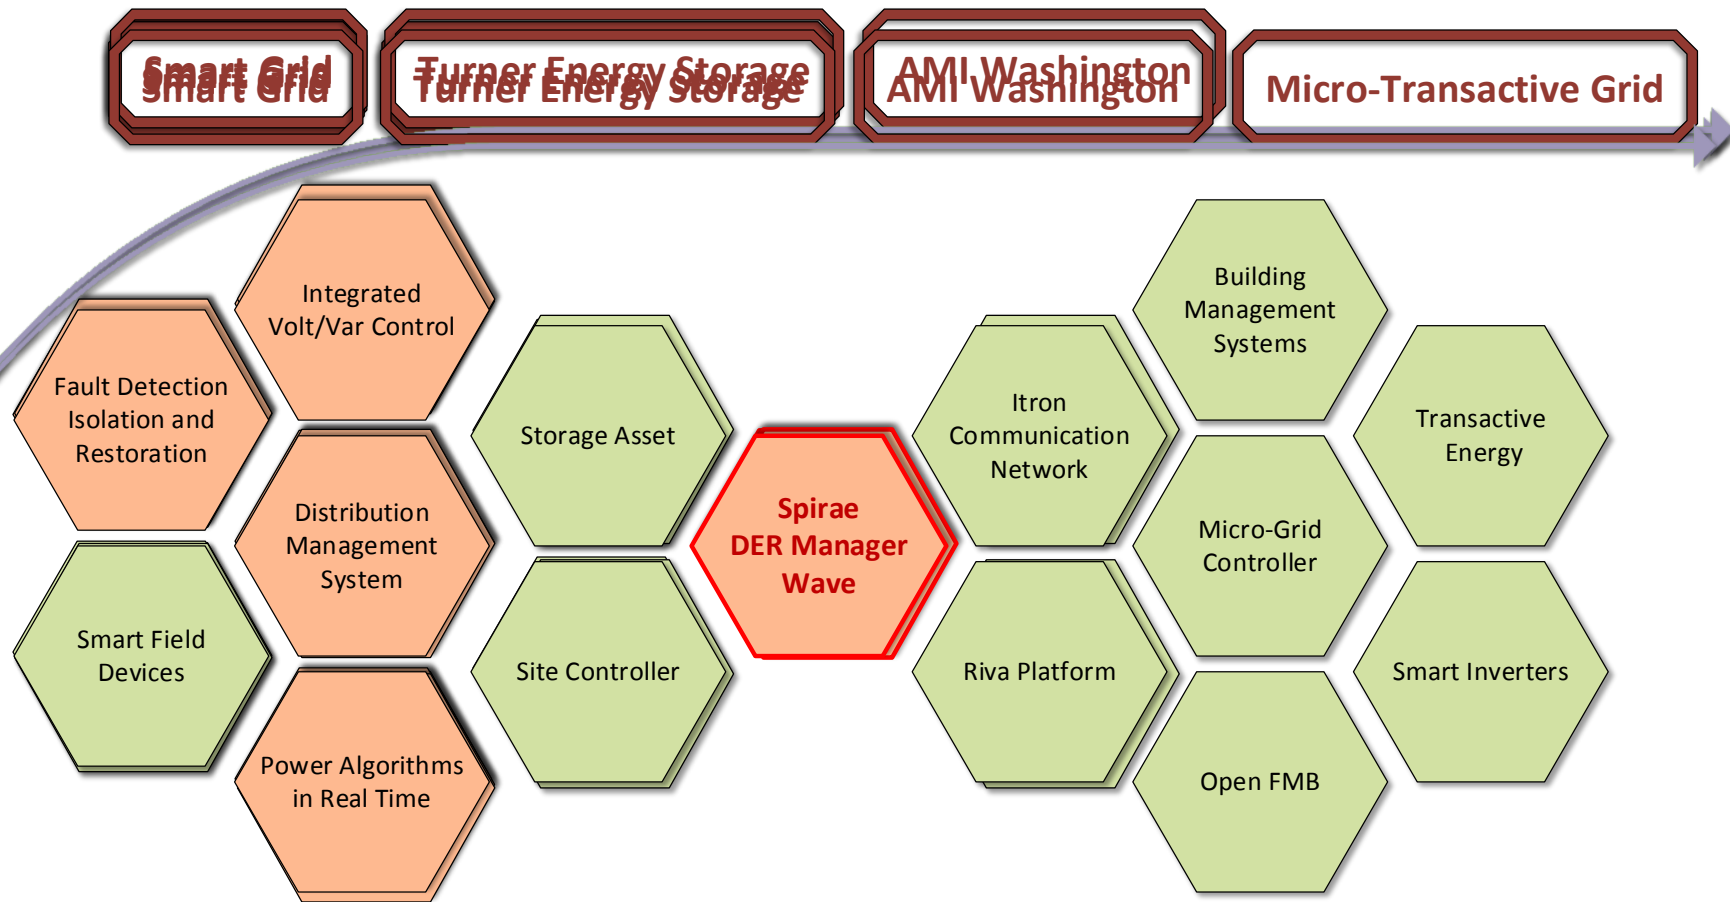 Smart Grid
Turner Energy Storage
AMI Washington
Micro-Transactive Grid
Integrated
Volt/Var Control
Fault Detection
Isolation and
Restoration
Distribution
Management
System
Smart Field
Devices
Power Algorithms
in Real Time
Storage Asset
Site Controller
Spirae
DER Manager
Wave
Itron
Communication
Network
Riva Platform
Building
Management
Systems
Micro-Grid
Controller
Open FMB
Transactive
Energy
Smart Inverters